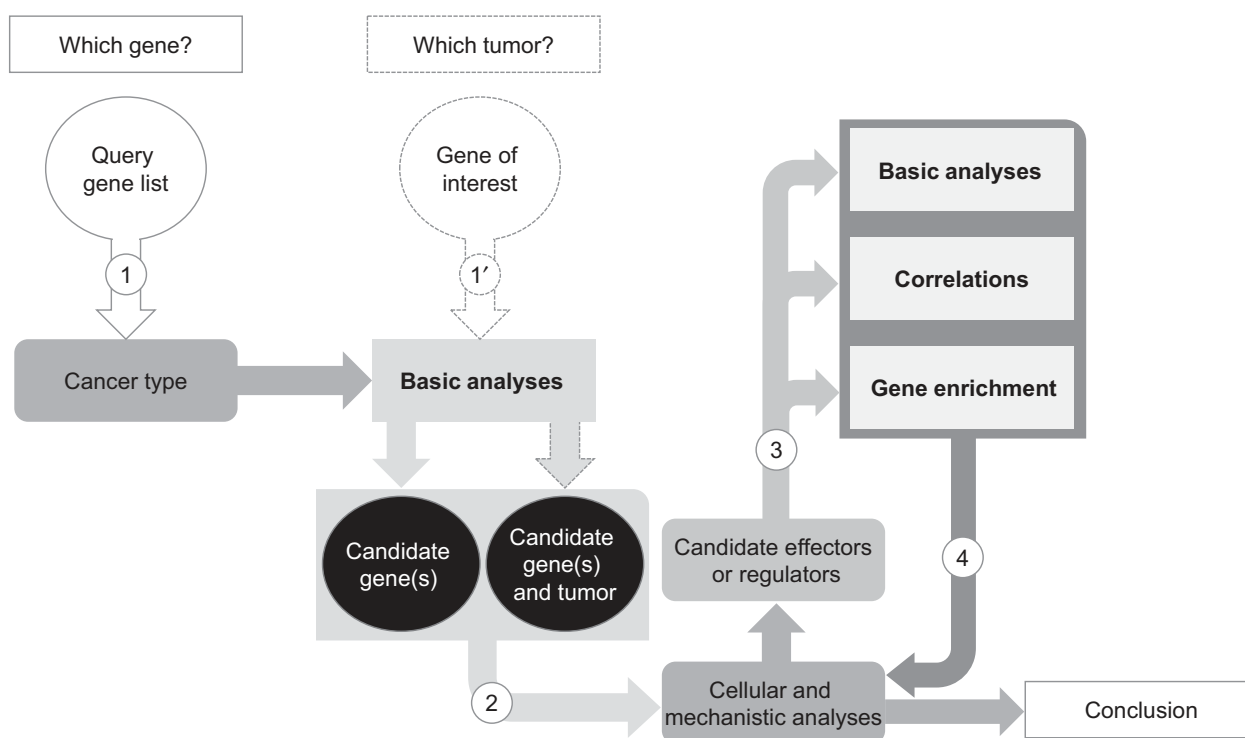 Which gene?
Which tumor?
Query
gene list
Gene of
interest
1
1′
Cancer type
Basic analyses
Candidate
gene(s)
Candidate
gene(s)
and tumor
2
Cellular and
mechanistic analyses
Candidate effectors
or regulators
3
Basic analyses
Correlations
Gene enrichment
4
Conclusion